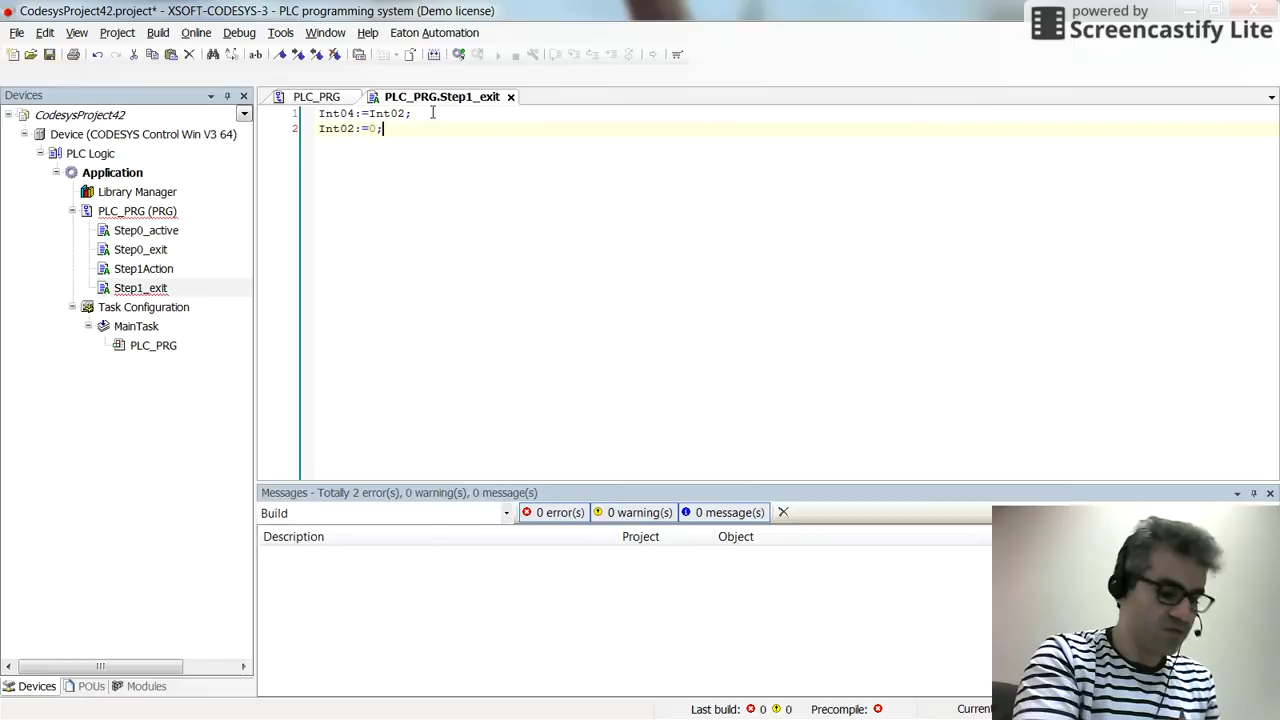 CodesysProject42.project* - XSOFT-CODESYS-3 - PLC programming system (Demo license)
powered by
Screencastify Lite
File Edit View Project Build Online Debug Tools Window Help Eaton Automation
Devices
PLC_PRG
PLC_PRG.Step1_exit
CodesysProject42
1 Int04:=Int02;
2 Int02:=0;
Device (CODESYS Control Win V3 64)
PLC Logic
Application
Library Manager
PLC_PRG (PRG)
Step0_active
Step0_exit
Step1Action
Step1_exit
Task Configuration
MainTask
PLC_PRG
Messages - Totally 2 error(s), 0 warning(s), 0 message(s)
Build
0 error(s)
0 warning(s)
0 message(s)
Description Project Object
Devices POUs Modules
Last build: 0 0 Precompile:
Current